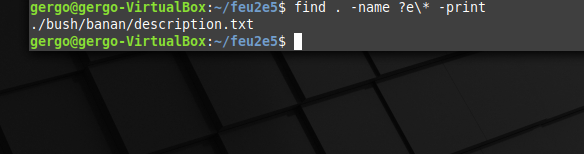 gergo@gergo-VirtualBox:~/feu2e5$ find . -name ?e\* -print
./bush/banan/description.txt
gergo@gergo-VirtualBox:~/feu2e5$